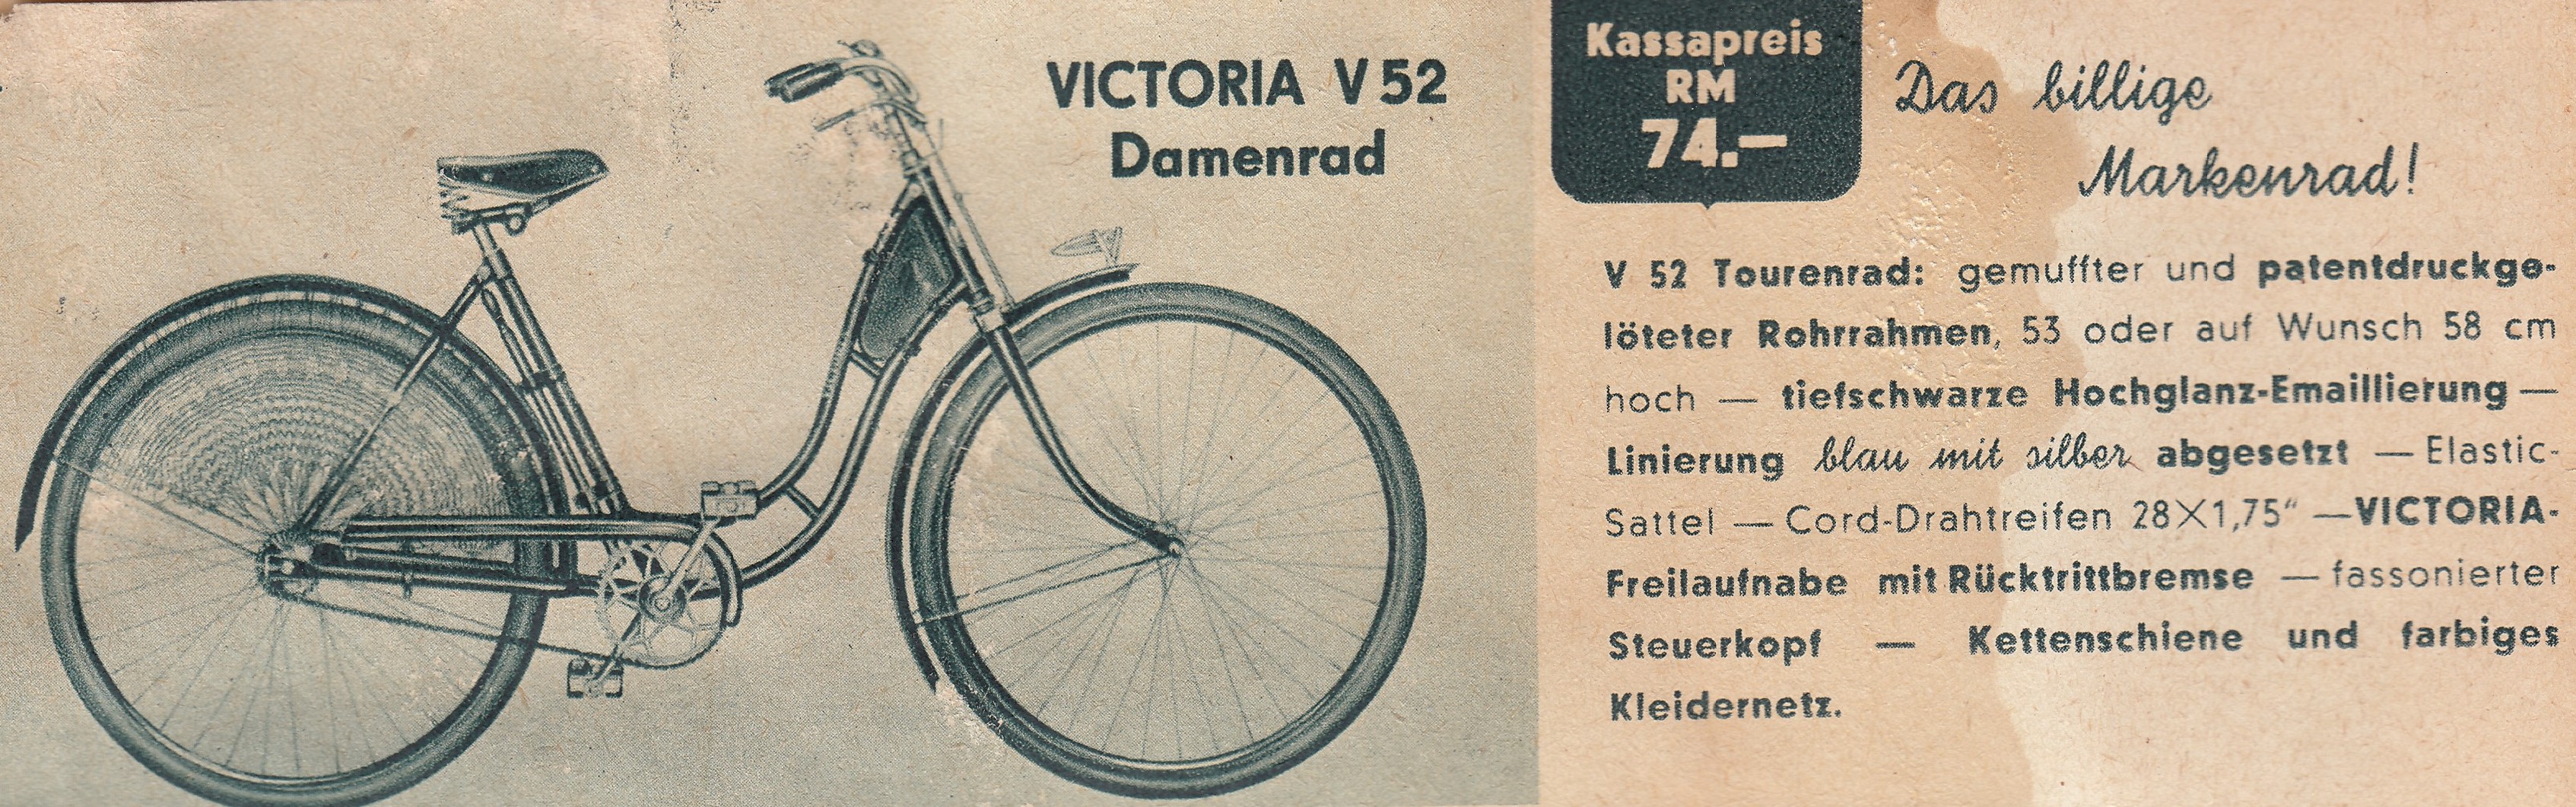 VICTORIA V 52
Damenrad
Kassapreis
RM
74.—
Das billige
Markenrad!
V 52 Tourenrad: gemuffter und patentdruckge-
löteter Rohrrahmen, 53 oder auf Wunsch 58 cm
hoch — tiefschwarze Hochglanz-Emaillierung —
Linierung blau mit silber abgesetzt — Elastic-
Sattel — Cord-Drahtreifen 28×1,75" —VICTORIA-
Freilaufnabe mit Rücktrittbremse — fassonierter
Steuerkopf — Kettenschiene und farbiges
Kleidernetz.